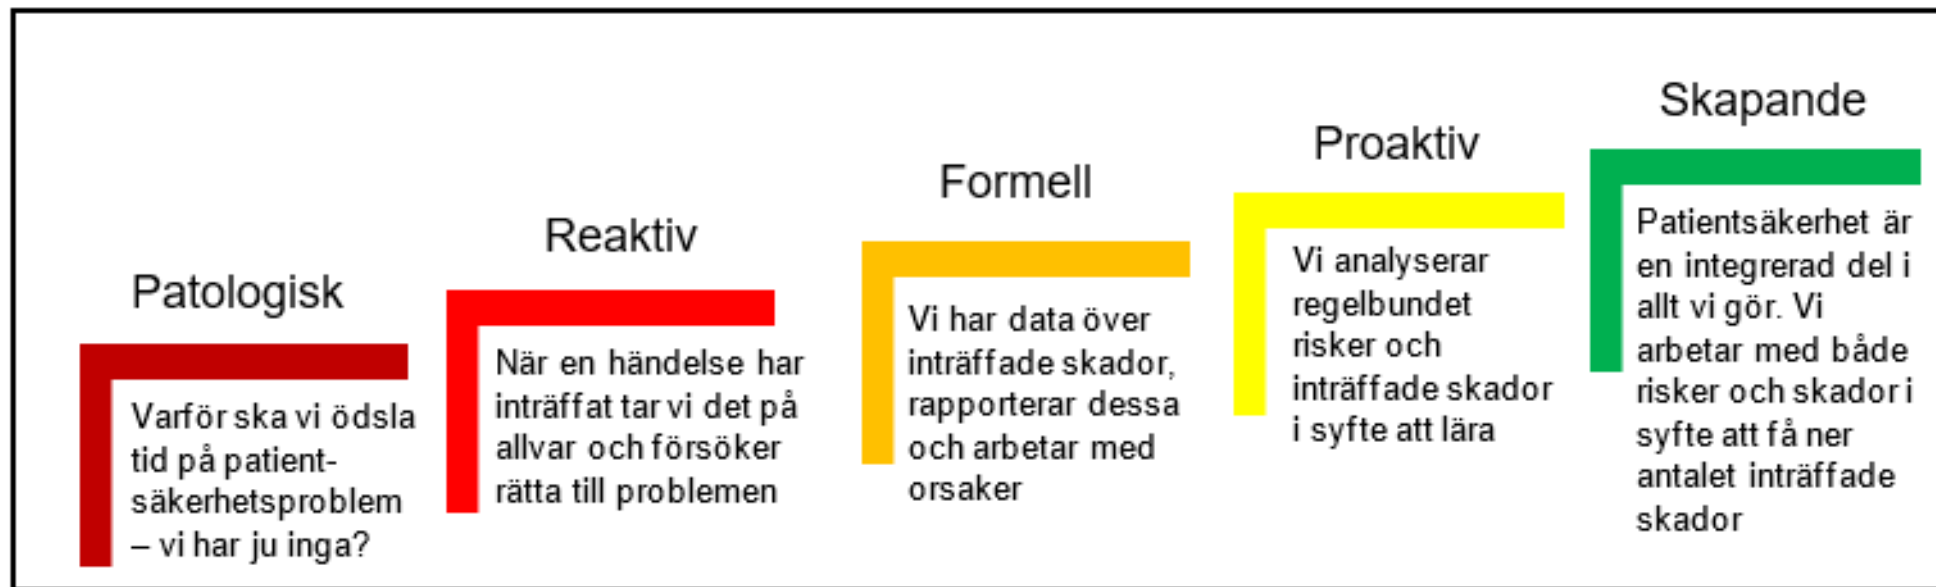 Patologisk
Varför ska vi ödsla
tid på patient-
säkerhetsproblem
– vi har ju inga?
Reaktiv
När en händelse har
inträffat tar vi det på
allvar och försöker
rätta till problemen
Formell
Vi har data över
inträffade skador,
rapporterar dessa
och arbetar med
orsaker
Proaktiv
Vi analyserar
regelbundet
risker och
inträffade skador
i syfte att lära
Skapande
Patientsäkerhet är
en integrerad del i
allt vi gör. Vi
arbetar med både
risker och skador i
syfte att få ner
antalet inträffade
skador